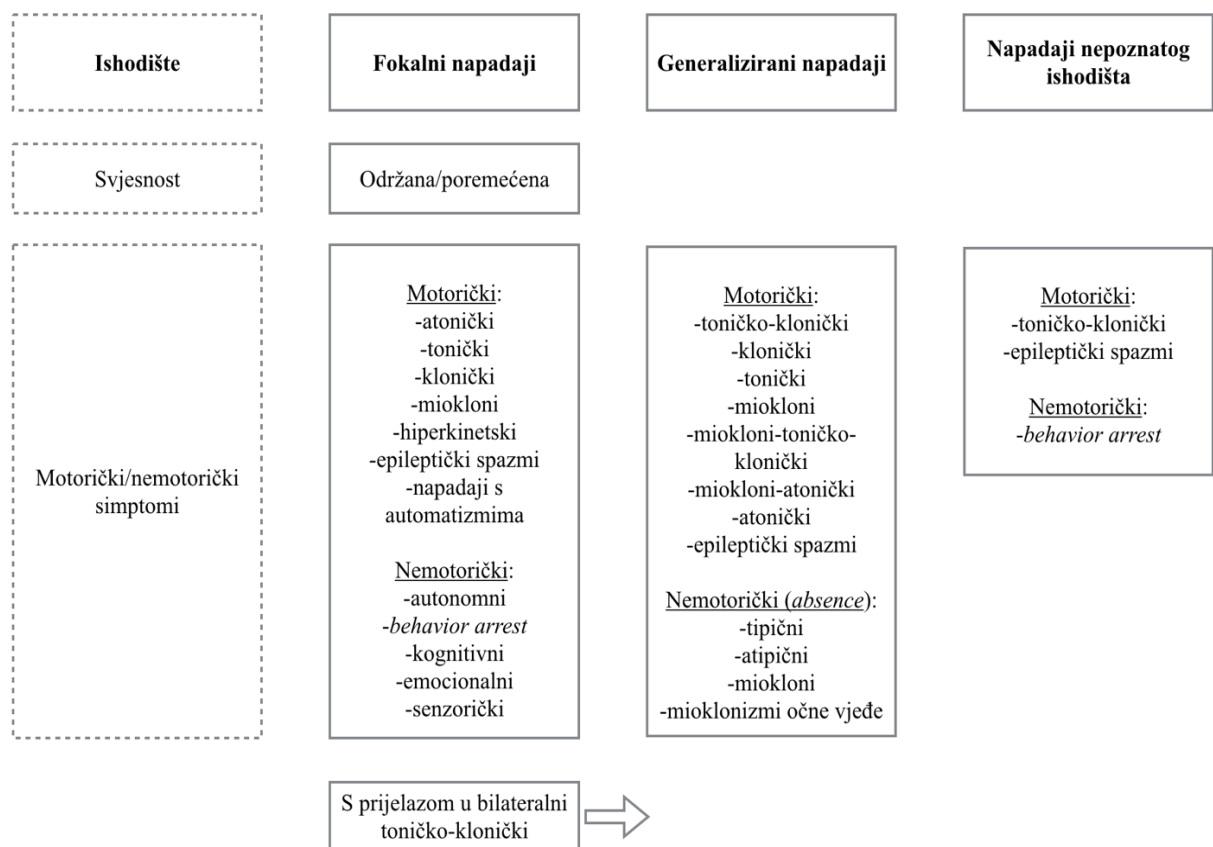 Ishodište
Fokalni napadaji
Generalizirani napadaji
Napadaji nepoznatog
ishodišta
Svjesnost
Održana/poremećena
Motorički/nemotorički
simptomi
Motorički:
-atonički
-tonički
-klonički
-miokloni
-hiperkinetski
-epileptički spazmi
-napadaji s
automatizmima
Nemotorički:
-autonomni
-behavior arrest
-kognitivni
-emocionalni
-senzorički
Motorički:
-toničko-klonički
-klonički
-tonički
-miokloni
-miokloni-toničko-
klonički
-miokloni-atonički
-atonički
-epileptički spazmi
Nemotorički (absence):
-tipični
-atipični
-miokloni
-mioklonizmi očne vjeđe
Motorički:
-toničko-klonički
-epileptički spazmi
Nemotorički:
-behavior arrest
S prijelazom u bilateralni
toničko-klonički